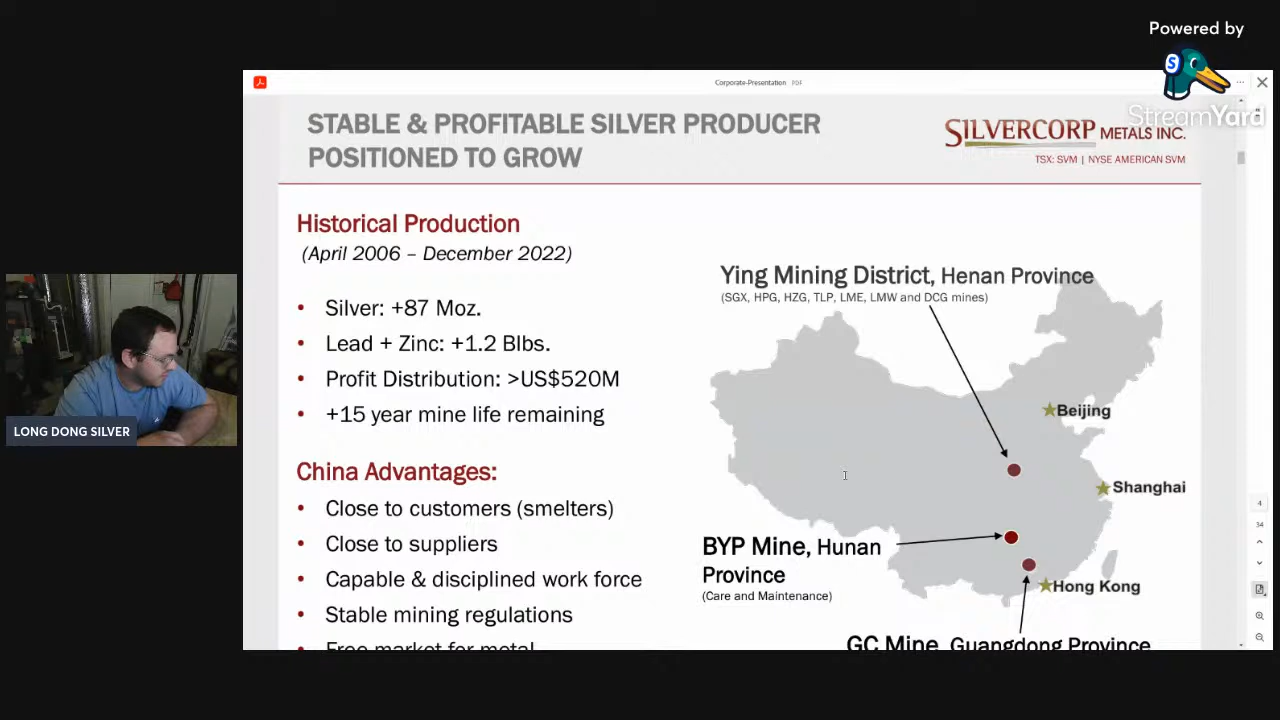 Powered by
S
StreamYard
Corporate-Presentation PDF
STABLE & PROFITABLE SILVER PRODUCER
POSITIONED TO GROW
SILVERCORP METALS INC.
TSX: SVM | NYSE AMERICAN SVM
Historical Production
(April 2006 – December 2022)
• Silver: +87 Moz.
• Lead + Zinc: +1.2 Blbs.
• Profit Distribution: >US$520M
• +15 year mine life remaining
China Advantages:
• Close to customers (smelters)
• Close to suppliers
• Capable & disciplined work force
• Stable mining regulations
• Free market for metal
Ying Mining District, Henan Province
(SGX, HPG, HZG, TLP, LME, LMW and DCG mines)
Beijing
Shanghai
BYP Mine, Hunan
Province
(Care and Maintenance)
Hong Kong
GC Mine, Guangdong Province
4
34
LONG DONG SILVER